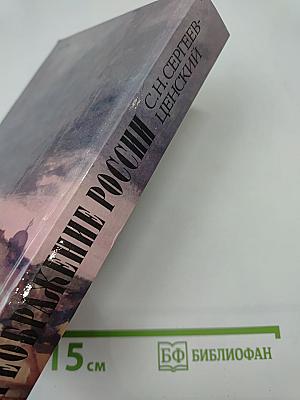 С.Н. СЕРГЕЕВ-
ЦЕНСКИЙ
ЕОБРАЖЕНИЕ РОССИИ
15 см
БФ БИБЛИОФАН